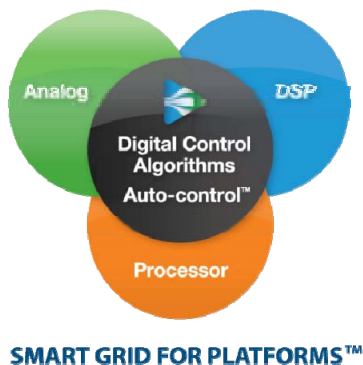 Analog
DSP
Digital Control
Algorithms
Auto-control™
Processor
SMART GRID FOR PLATFORMS™